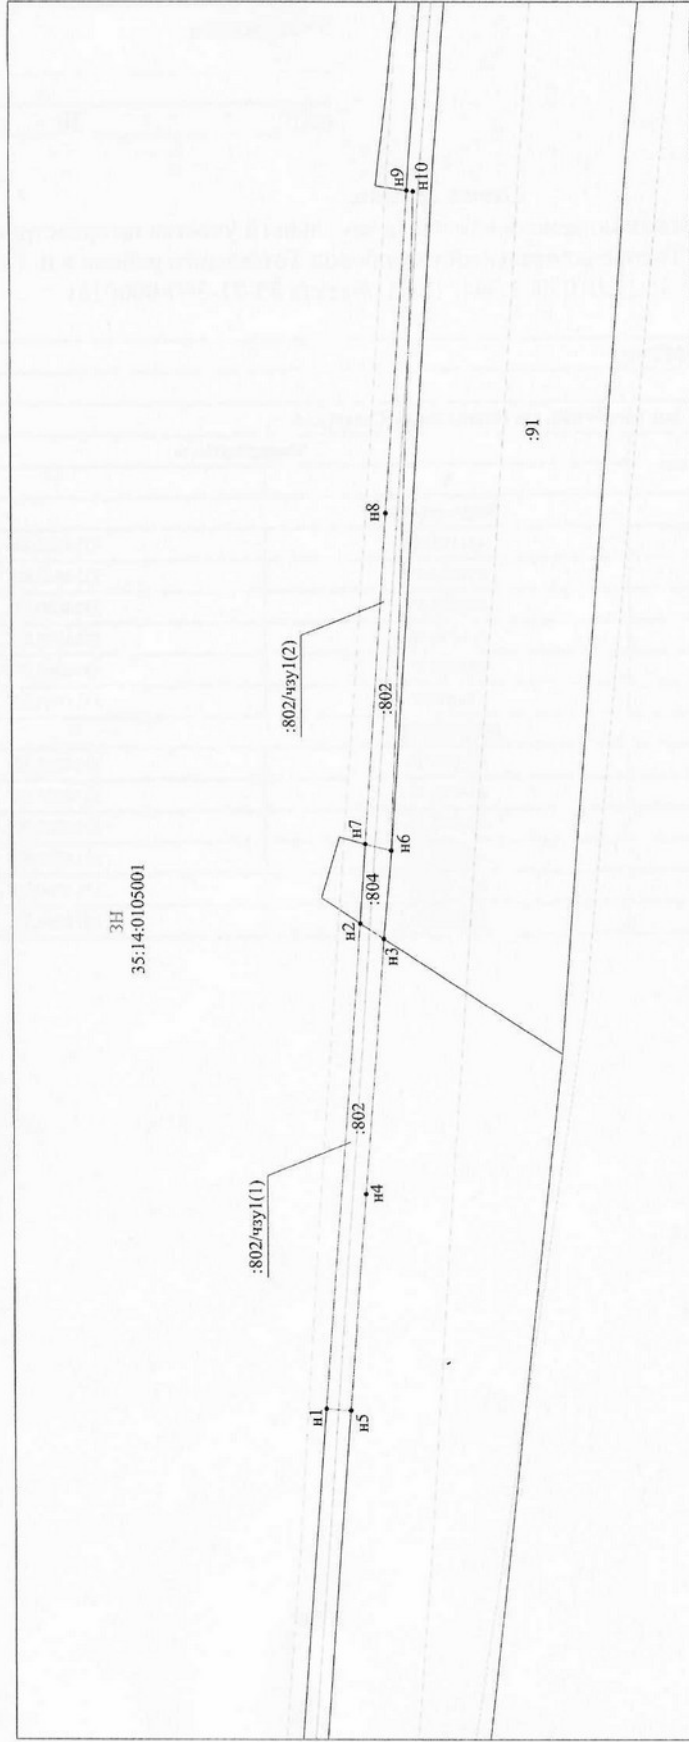 ЗН
35:14:0105001
:802/чзу1(1)
:802/чзу1(2)
н1
н5
н4
:802
н2
н3
:804
н7
н6
:802
н8
н9
н10
:91